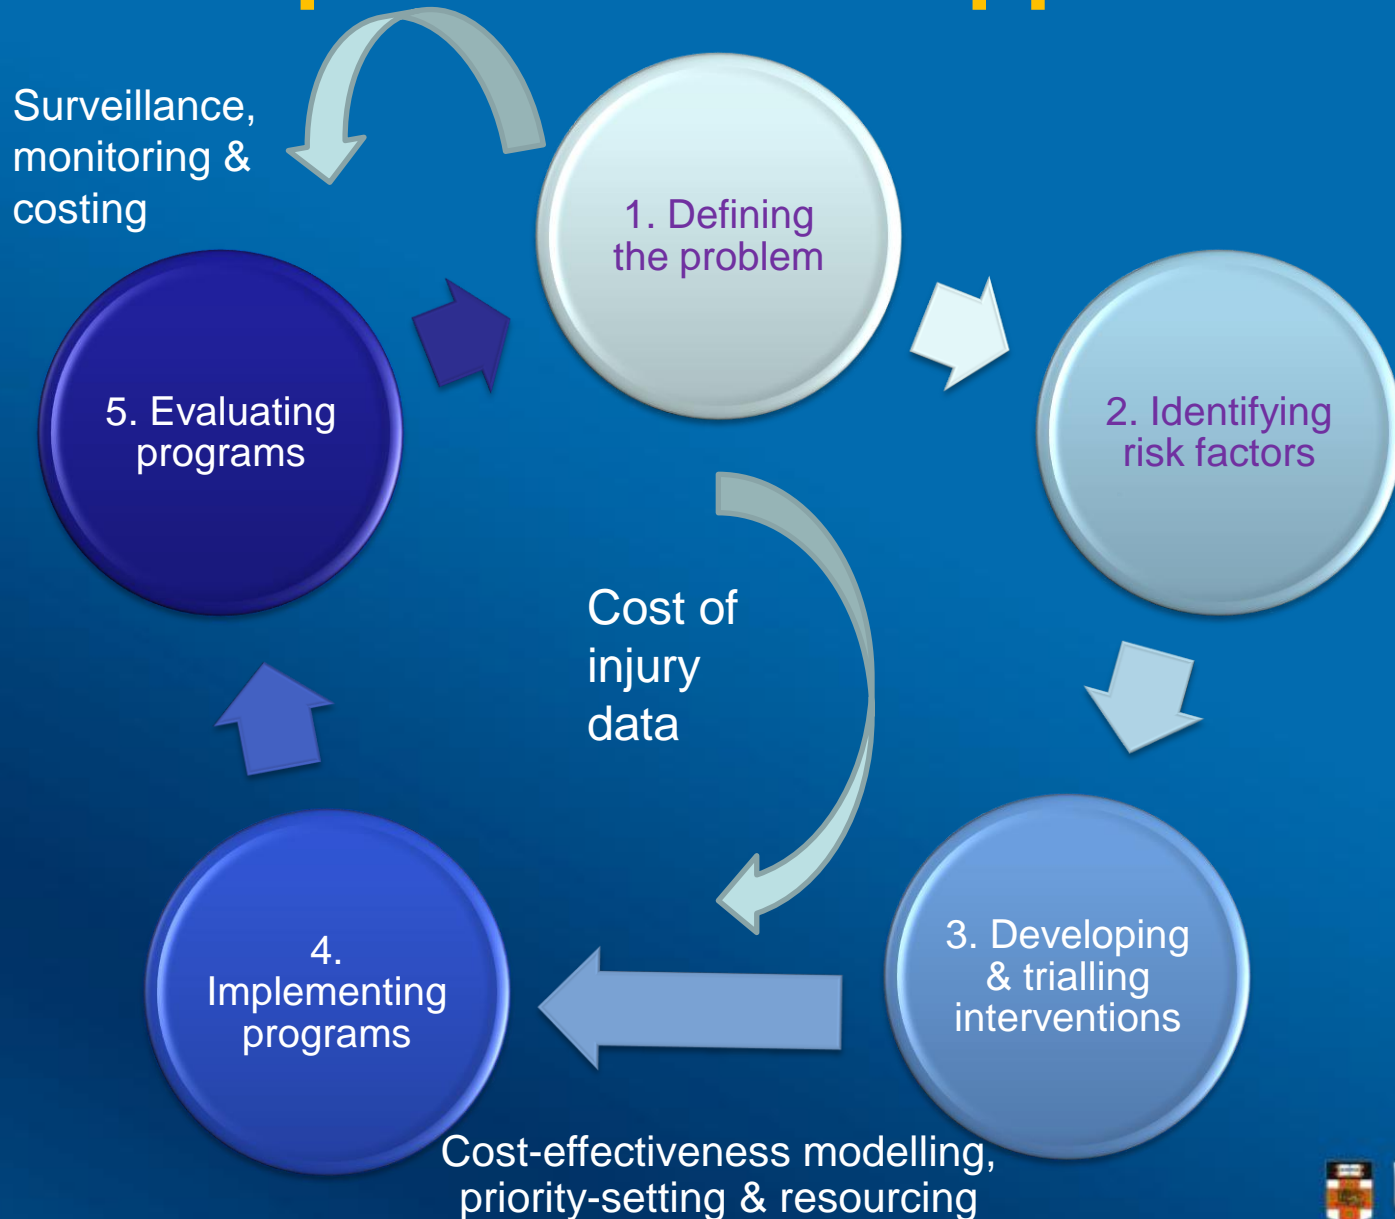 Surveillance,
monitoring &
costing
1. Defining
the problem
2. Identifying
risk factors
5. Evaluating
programs
Cost of
injury
data
3. Developing
& trialling
interventions
4.
Implementing
programs
Cost-effectiveness modelling,
priority-setting & resourcing